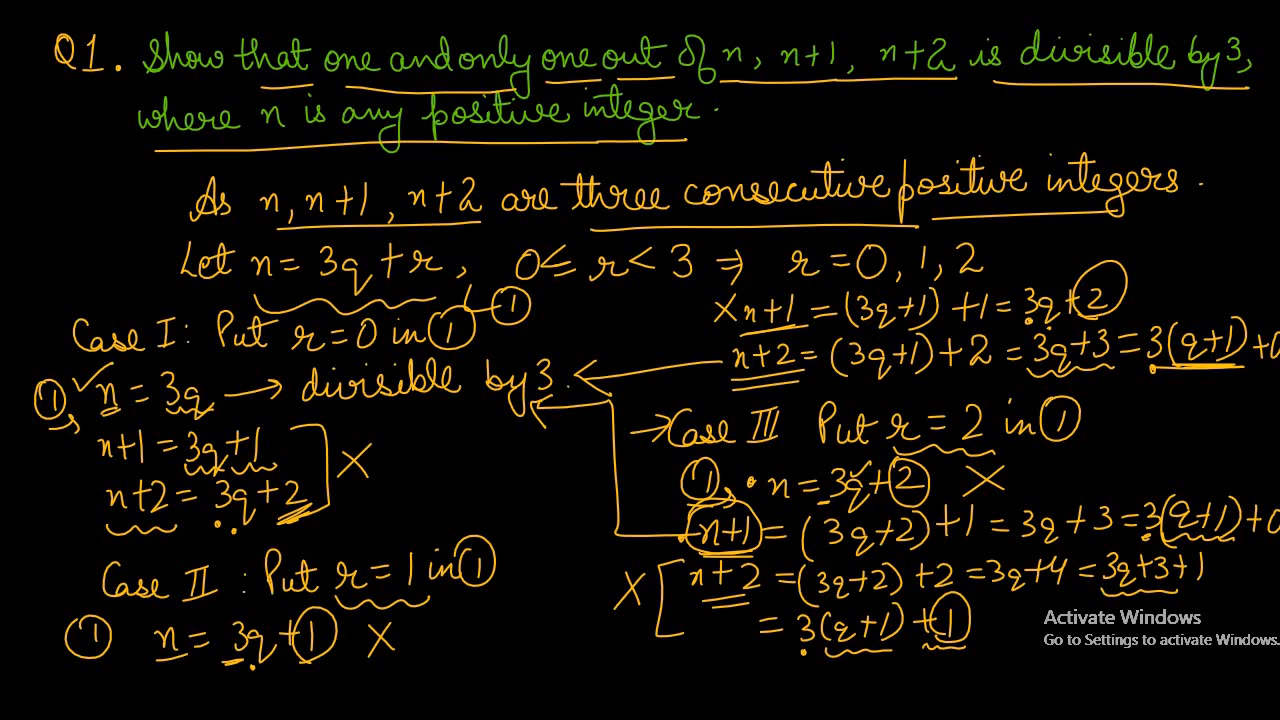 Q1. Show that one and only one out of n, n+1, n+2 is divisible by 3,
where n is any positive integer.
As n, n+1, n+2 are three consecutive positive integers.
Let n = 3q + r, 0 ≤ r < 3 ⇒ r = 0, 1, 2
①
Case I: Put r = 0 in ①
① ✓ n = 3q → divisible by 3.
n+1 = 3q+1
n+2 = 3q+2 ] X
Case II : Put r = 1 in ①
① n = 3q + 1 X
X n+1 = (3q+1) +1 = 3q+2
n+2 = (3q+1)+2 = 3q+3 = 3(q+1)+0
→ Case III Put r = 2 in ①
①, • n = 3q+2 X
n+1 = (3q+2)+1 = 3q+3 = 3(q+1)+0
X [ n+2 = (3q+2)+2 = 3q+4 = 3q+3+1
= 3(q+1)+1
Activate Windows
Go to Settings to activate Windows.